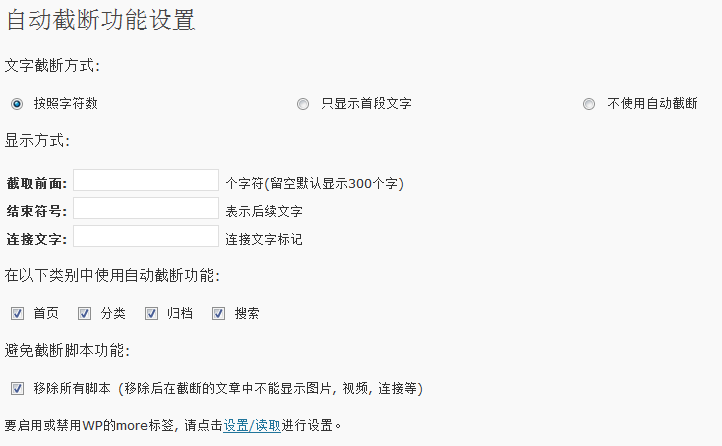 自动截断功能设置
文字截断方式：
按照字符数 只显示首段文字 不使用自动截断
显示方式：
截取前面: 个字符(留空默认显示300个字)
结束符号: 表示后续文字
连接文字: 连接文字标记
在以下类别中使用自动截断功能：
首页 分类 归档 搜索
避免截断脚本功能：
移除所有脚本（移除后在截断的文章中不能显示图片, 视频, 连接等）
要启用或禁用WP的more标签, 请点击设置/读取进行设置。